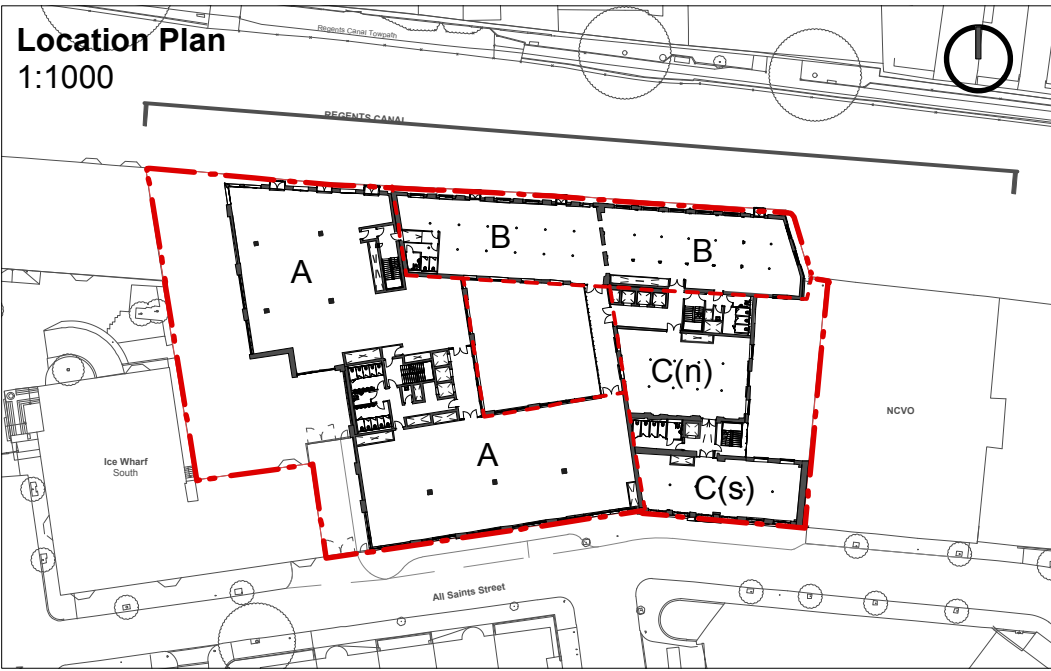 Location Plan
1:1000
Regents Canal Towpath
REGENTS CANAL
A
B
B
C(n)
NCVO
Ice Wharf
South
A
C(s)
All Saints Street